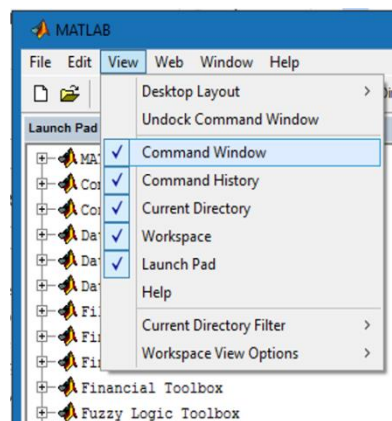 MATLAB
File Edit View Web Window Help
Desktop Layout
Undock Command Window
Launch Pad
Command Window
Command History
Current Directory
Workspace
Launch Pad
Help
Current Directory Filter
Workspace View Options
Financial Toolbox
Fuzzy Logic Toolbox